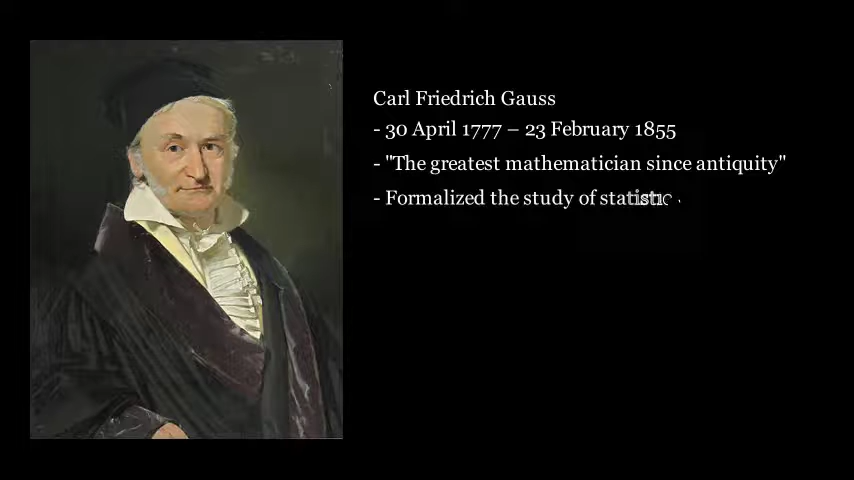 Carl Friedrich Gauss
- 30 April 1777 – 23 February 1855
- "The greatest mathematician since antiquity"
- Formalized the study of